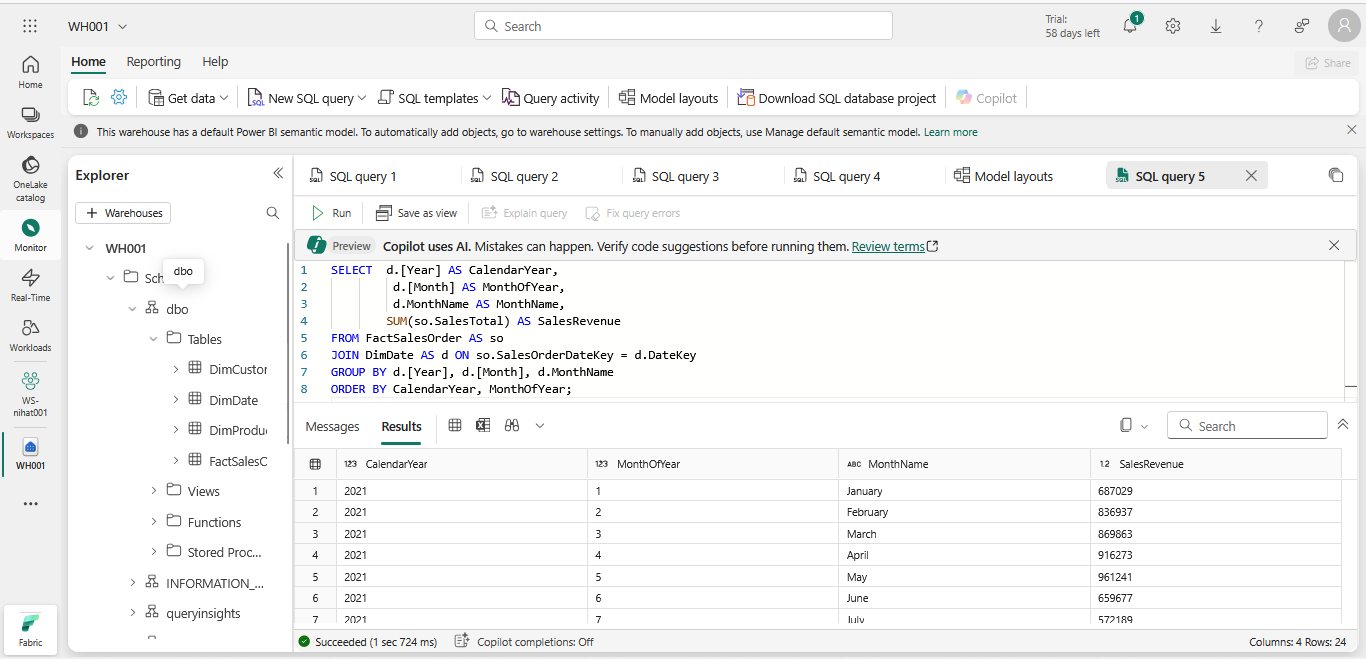 WH001
Search
Trial:
58 days left
1
Home
Reporting
Help
Share
Get data
New SQL query
SQL templates
Query activity
Model layouts
Download SQL database project
Copilot
This warehouse has a default Power BI semantic model. To automatically add objects, go to warehouse settings. To manually add objects, use Manage default semantic model. Learn more
Home
Workspaces
OneLake
catalog
Monitor
Real-Time
Workloads
WS-
nihat001
WH001
Fabric
Explorer
+ Warehouses
WH001
Sch
dbo
dbo
Tables
DimCustor
DimDate
DimProdu
FactSalesC
Views
Functions
Stored Proc...
INFORMATION_...
queryinsights
SQL query 1
SQL query 2
SQL query 3
SQL query 4
Model layouts
SQL query 5
Run
Save as view
Explain query
Fix query errors
Preview Copilot uses AI. Mistakes can happen. Verify code suggestions before running them. Review terms
1 SELECT d.[Year] AS CalendarYear,
2 d.[Month] AS MonthOfYear,
3 d.MonthName AS MonthName,
4 SUM(so.SalesTotal) AS SalesRevenue
5 FROM FactSalesOrder AS so
6 JOIN DimDate AS d ON so.SalesOrderDateKey = d.DateKey
7 GROUP BY d.[Year], d.[Month], d.MonthName
8 ORDER BY CalendarYear, MonthOfYear;
Messages
Results
Search
123 CalendarYear 123 MonthOfYear ABC MonthName 1.2 SalesRevenue
1 2021 1 January 687029
2 2021 2 February 836937
3 2021 3 March 869863
4 2021 4 April 916273
5 2021 5 May 961241
6 2021 6 June 659677
7 2021 7 July 572189
Succeeded (1 sec 724 ms)
Copilot completions: Off
Columns: 4 Rows: 24